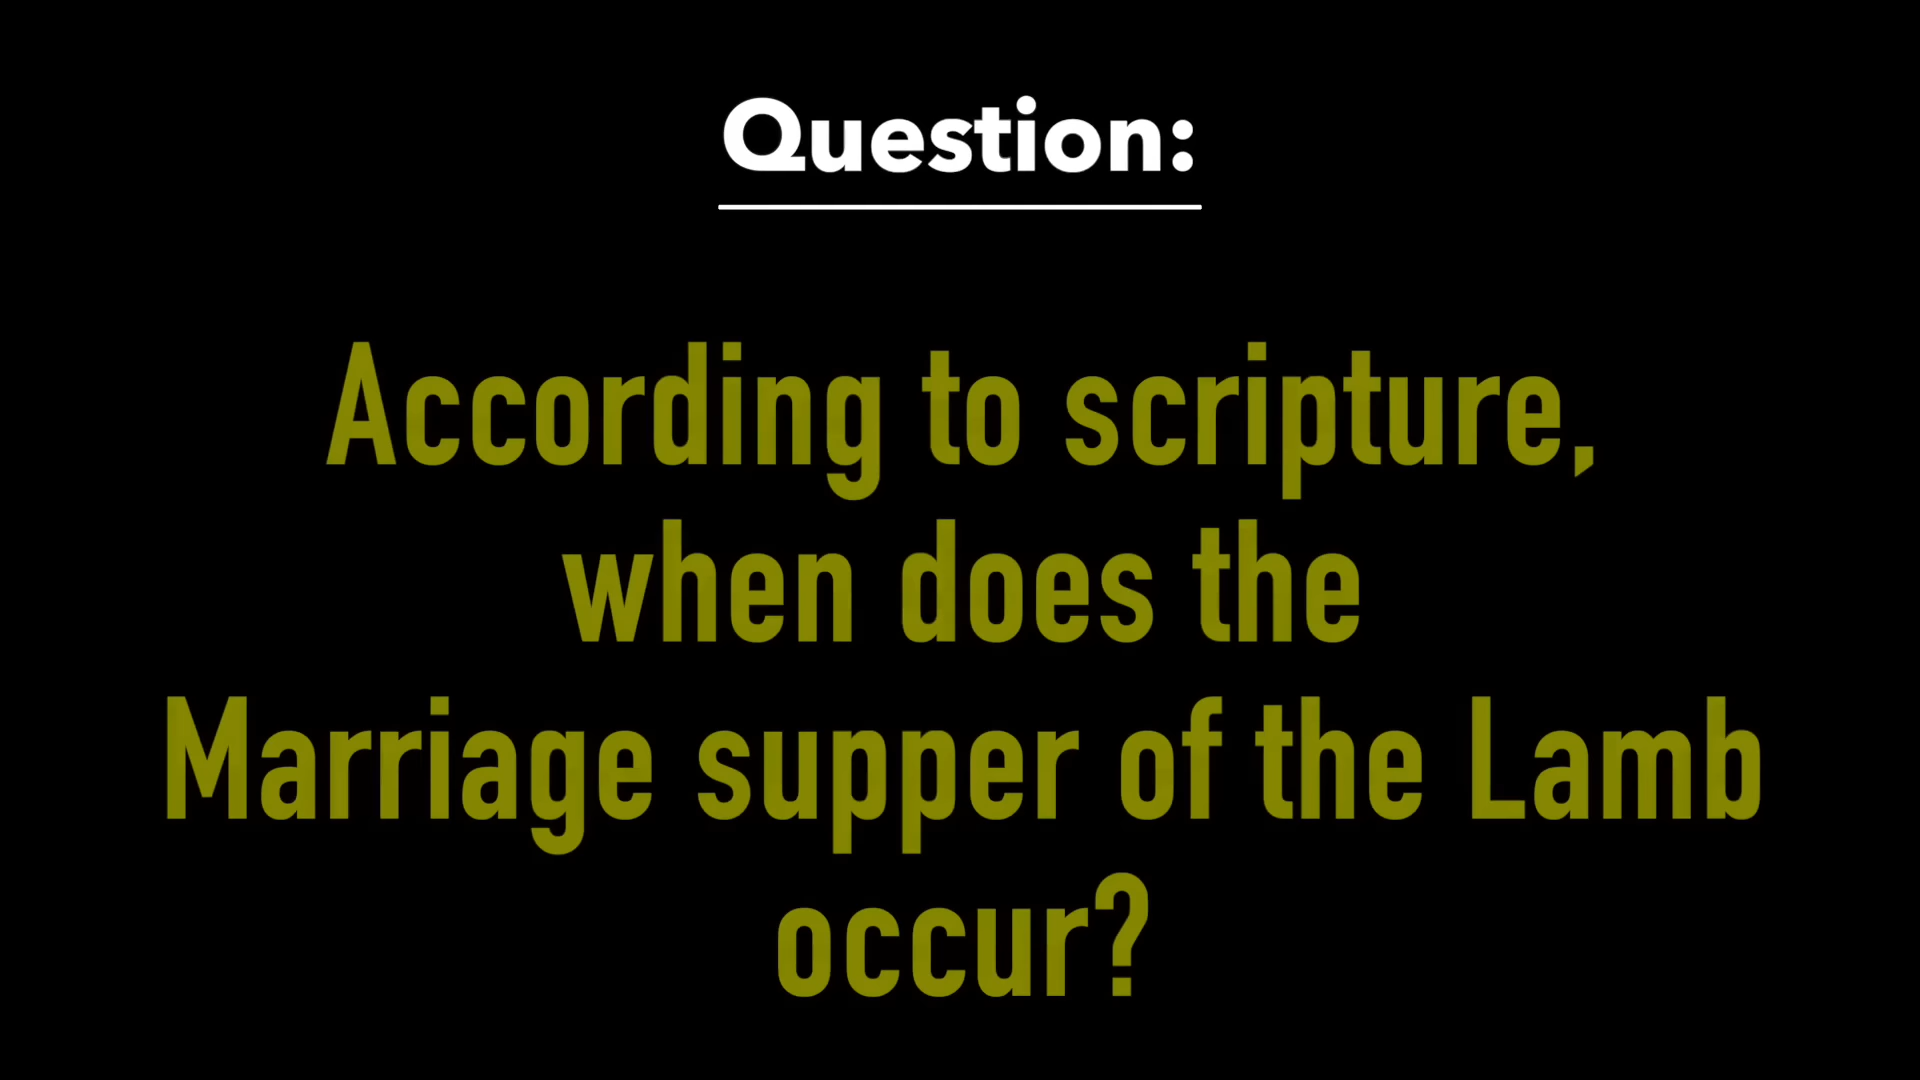 Question:
According to scripture,
when does the
Marriage supper of the Lamb
occur?